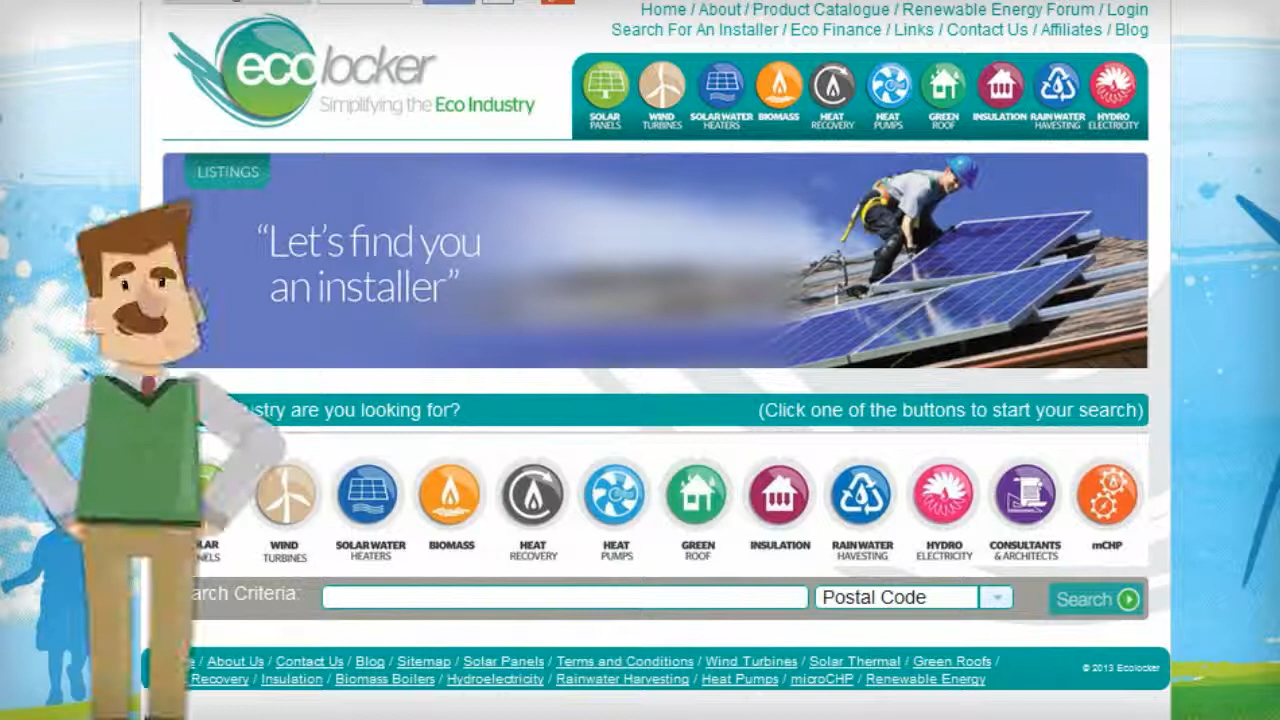 Home / About / Product Catalogue / Renewable Energy Forum / Login
Search For An Installer / Eco Finance / Links / Contact Us / Affiliates / Blog
ecolocker
Simplifying the Eco Industry
SOLAR PANELS
WIND TURBINES
SOLAR WATER HEATERS
BIOMASS
HEAT RECOVERY
HEAT PUMPS
GREEN ROOF
INSULATION
RAIN WATER HAVESTING
HYDRO ELECTRICITY
LISTINGS
“Let’s find you
an installer”
ustry are you looking for?
(Click one of the buttons to start your search)
LAR NELS
WIND TURBINES
SOLAR WATER HEATERS
BIOMASS
HEAT RECOVERY
HEAT PUMPS
GREEN ROOF
INSULATION
RAIN WATER HAVESTING
HYDRO ELECTRICITY
CONSULTANTS & ARCHITECTS
mCHP
arch Criteria:
Postal Code
Search
e / About Us / Contact Us / Blog / Sitemap / Solar Panels / Terms and Conditions / Wind Turbines / Solar Thermal / Green Roofs /
Recovery / Insulation / Biomass Boilers / Hydroelectricity / Rainwater Harvesting / Heat Pumps / microCHP / Renewable Energy
© 2013 Ecolocker